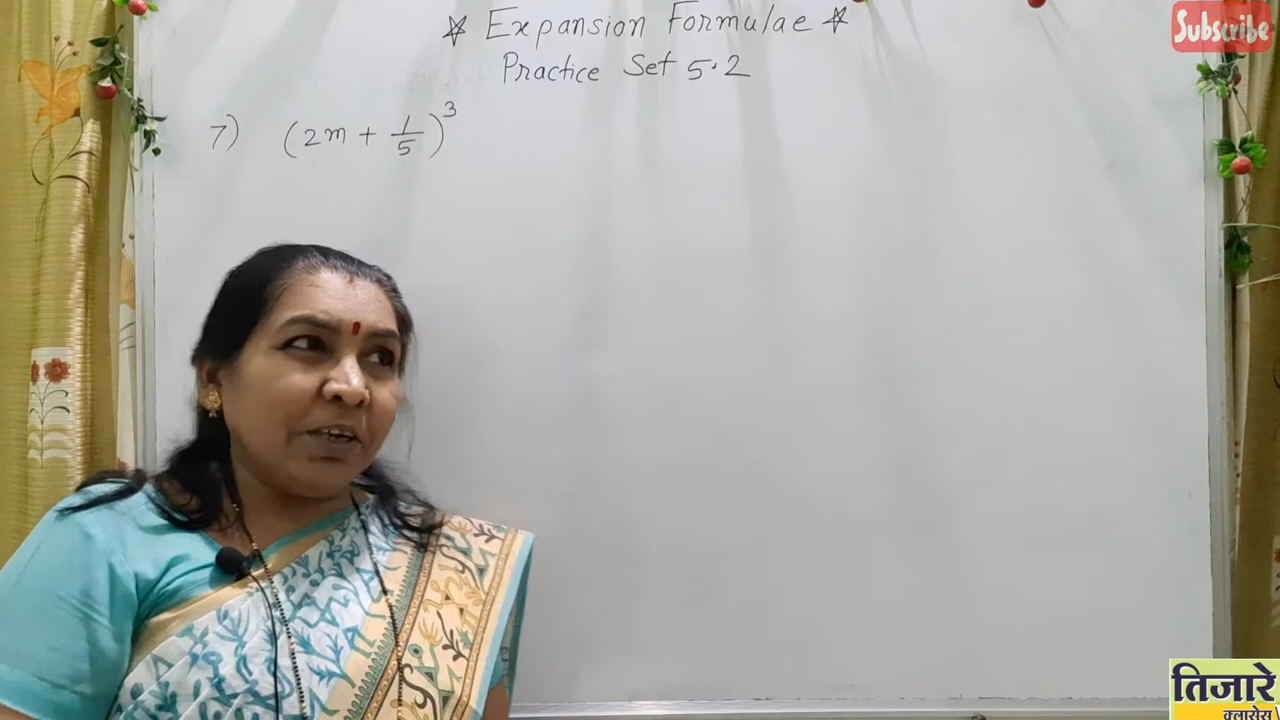 ☆ Expansion Formulae ☆
Practice Set 5.2
Subscribe
7) (2m + 1/5)³
तिजारे
क्लासेस